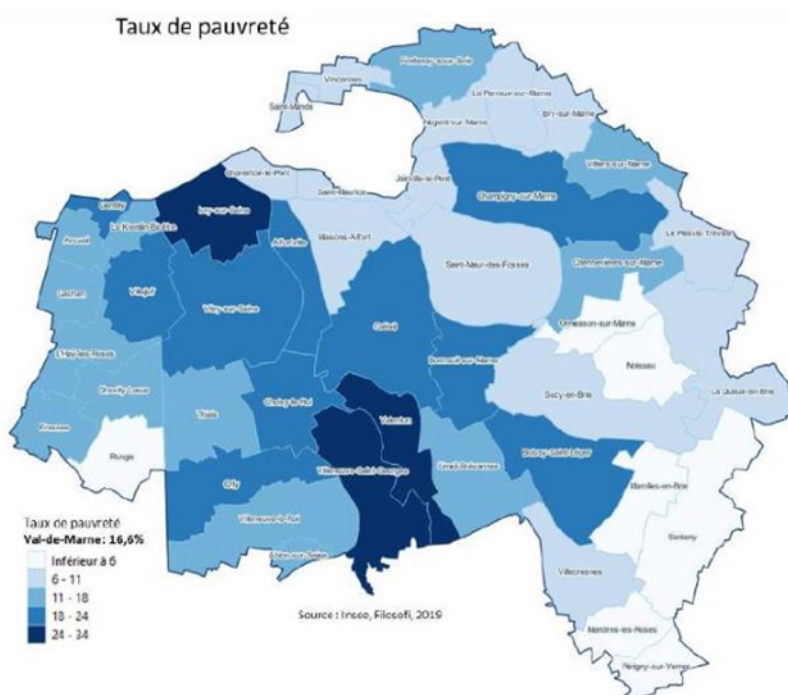 Taux de pauvreté
Fontenay-sous-Bois
Vincennes
Saint-Mandé
Le Perreux-sur-Marne
Bry-sur-Marne
Nogent-sur-Marne
Villiers-sur-Marne
Charenton-le-Pont
Saint-Maurice
Joinville-le-Pont
Champigny-sur-Marne
Gentilly
Ivry-sur-Seine
Le Kremlin-Bicêtre
Arcueil
Alfortville
Maisons-Alfort
Le Plessis-Trévise
Saint-Maur-des-Fossés
Chennevières-sur-Marne
Cachan
Villejuif
Vitry-sur-Seine
Créteil
Ormesson-sur-Marne
L'Haÿ-les-Roses
Bonneuil-sur-Marne
Noiseau
Chevilly-Larue
Sucy-en-Brie
La Queue-en-Brie
Choisy-le-Roi
Thiais
Fresnes
Valenton
Rungis
Villeneuve-Saint-Georges
Limeil-Brévannes
Boissy-Saint-Léger
Orly
Marolles-en-Brie
Villeneuve-le-Roi
Santeny
Ablon-sur-Seine
Villecresnes
Mandres-les-Roses
Périgny-sur-Yerres
Taux de pauvreté
Val-de-Marne: 16,6%
Inférieur à 6
6 - 11
11 - 18
18 - 24
24 - 34
Source : Insee, Filosofi, 2019